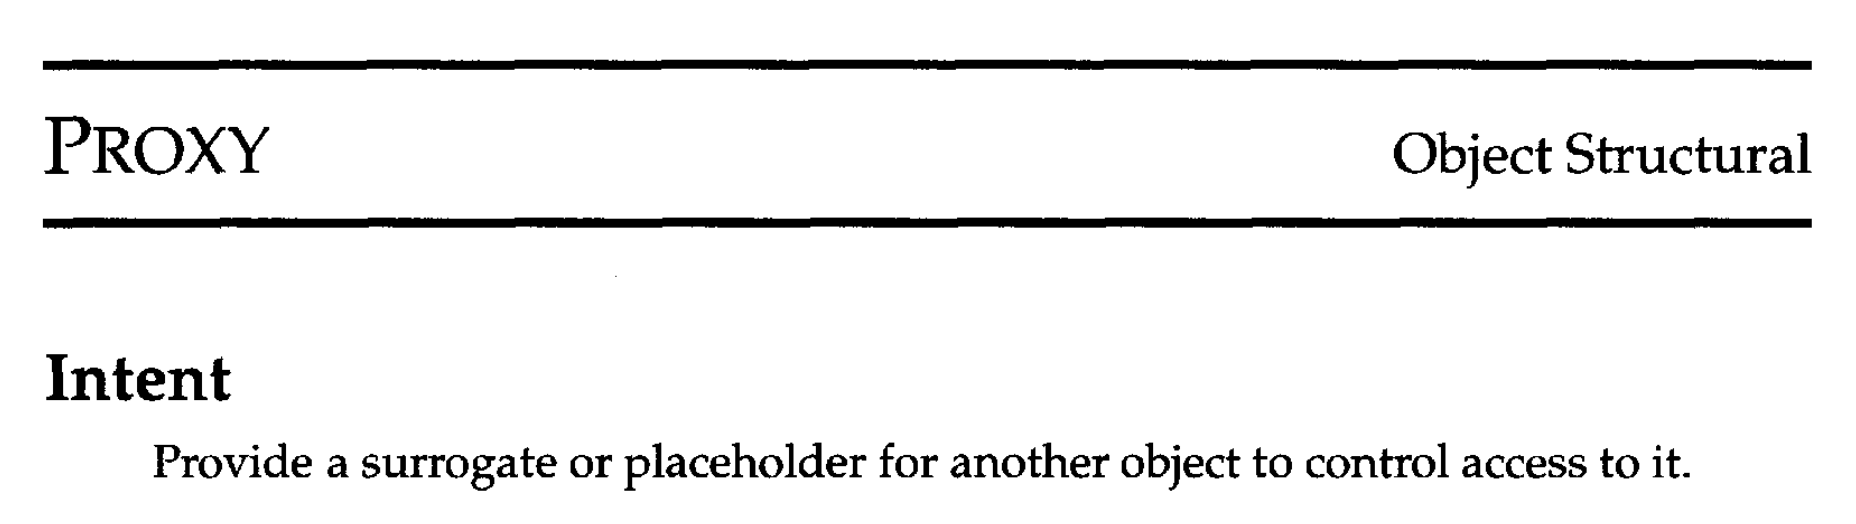 PROXY
Object Structural
Intent
Provide a surrogate or placeholder for another object to control access to it.